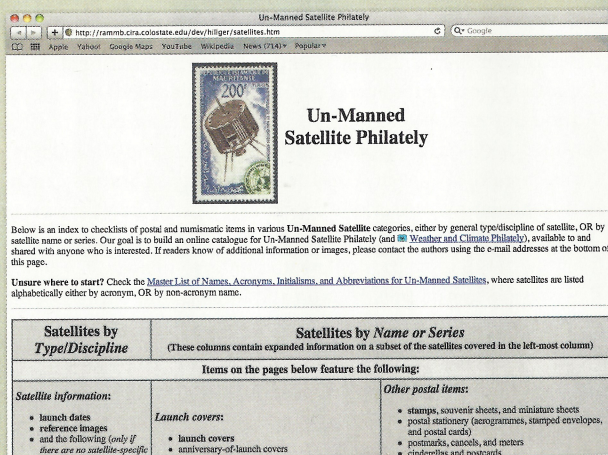 Un-Manned Satellite Philately
http://rammb.cira.colostate.edu/dev/hillger/satellites.htm
Google
Apple Yahoo! Google Maps YouTube Wikipedia News (714) Popular
REPUBLIQUE ISLAMIQUE DE
MAURITANIE
200F
Un-Manned
Satellite Philately
Below is an index to checklists of postal and numismatic items in various Un-Manned Satellite categories, either by general type/discipline of satellite, OR by
satellite name or series. Our goal is to build an online catalogue for Un-Manned Satellite Philately (and Weather and Climate Philately), available to and
shared with anyone who is interested. If readers know of additional information or images, please contact the authors using the e-mail addresses at the bottom of
this page.
Unsure where to start? Check the Master List of Names, Acronyms, Initialisms, and Abbreviations for Un-Manned Satellites, where satellites are listed
alphabetically either by acronym, OR by non-acronym name.
Satellites by
Type/Discipline
Satellites by Name or Series
(These columns contain expanded information on a subset of the satellites covered in the left-most column)
Items on the pages below feature the following:
Satellite information:
• launch dates
• reference images
• and the following (only if
there are no satellite-specific
Launch covers:
• launch covers
• anniversary-of-launch covers
Other postal items:
• stamps, souvenir sheets, and miniature sheets
• postal stationery (aerogrammes, stamped envelopes,
and postal cards)
• postmarks, cancels, and meters
• cinderellas and postcards